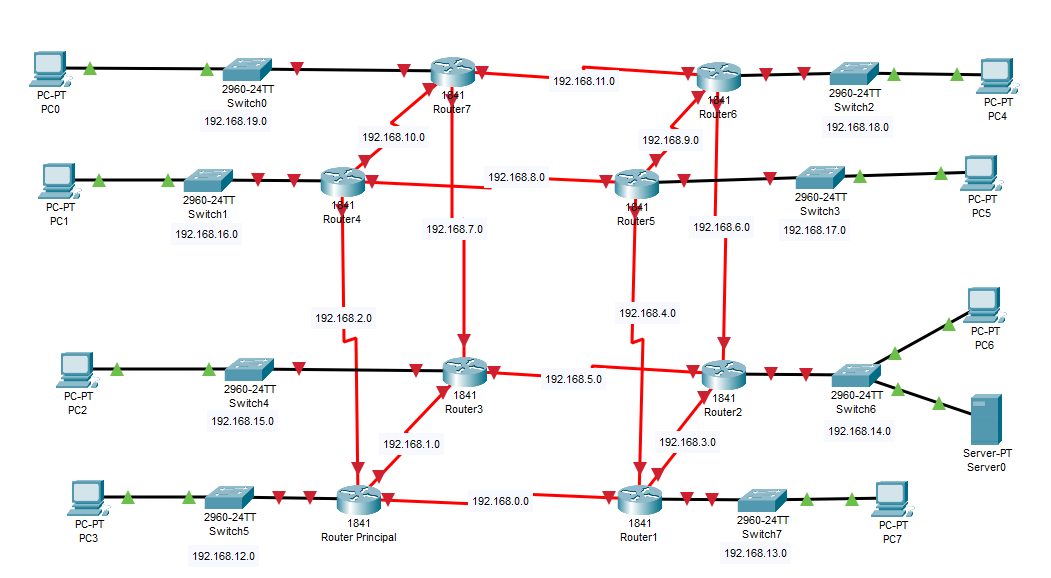 PC-PT
PC0
2960-24TT
Switch0
192.168.19.0
1841
Router7
192.168.11.0
1841
Router6
2960-24TT
Switch2
192.168.18.0
PC-PT
PC4
192.168.10.0
192.168.9.0
PC-PT
PC1
2960-24TT
Switch1
192.168.16.0
1841
Router4
192.168.8.0
1841
Router5
2960-24TT
Switch3
192.168.17.0
PC-PT
PC5
192.168.7.0
192.168.6.0
192.168.2.0
192.168.4.0
PC-PT
PC6
PC-PT
PC2
2960-24TT
Switch4
192.168.15.0
1841
Router3
192.168.5.0
1841
Router2
2960-24TT
Switch6
192.168.14.0
Server-PT
Server0
192.168.1.0
192.168.3.0
PC-PT
PC3
2960-24TT
Switch5
192.168.12.0
1841
Router Principal
192.168.0.0
1841
Router1
2960-24TT
Switch7
192.168.13.0
PC-PT
PC7